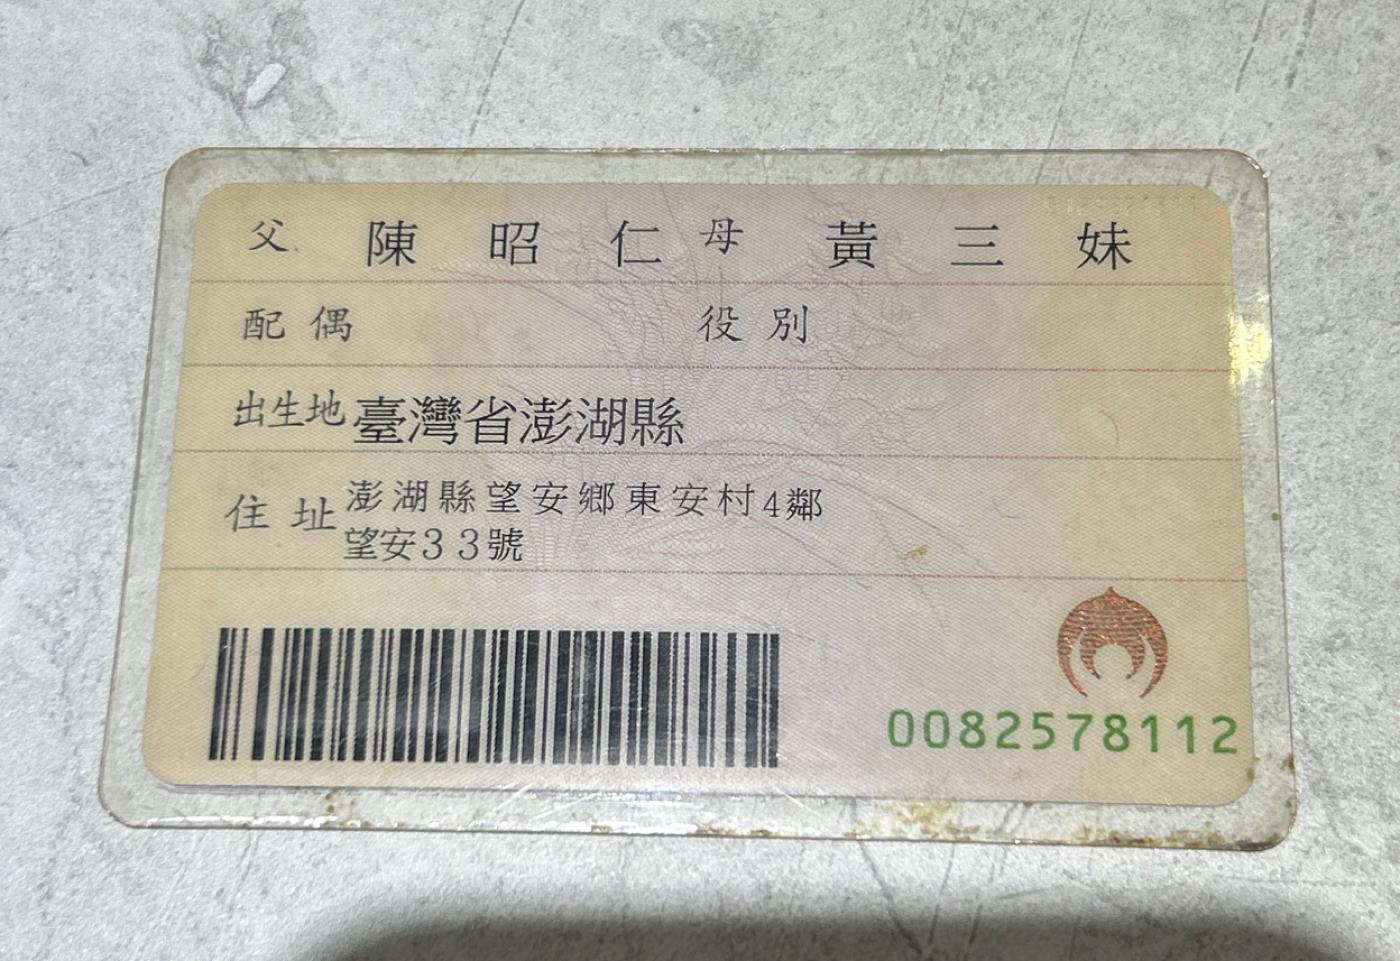 父 陳昭仁 母 黃三妹
配偶 役別
出生地 臺灣省澎湖縣
住址 澎湖縣望安鄉東安村4鄰
望安33號
0082578112